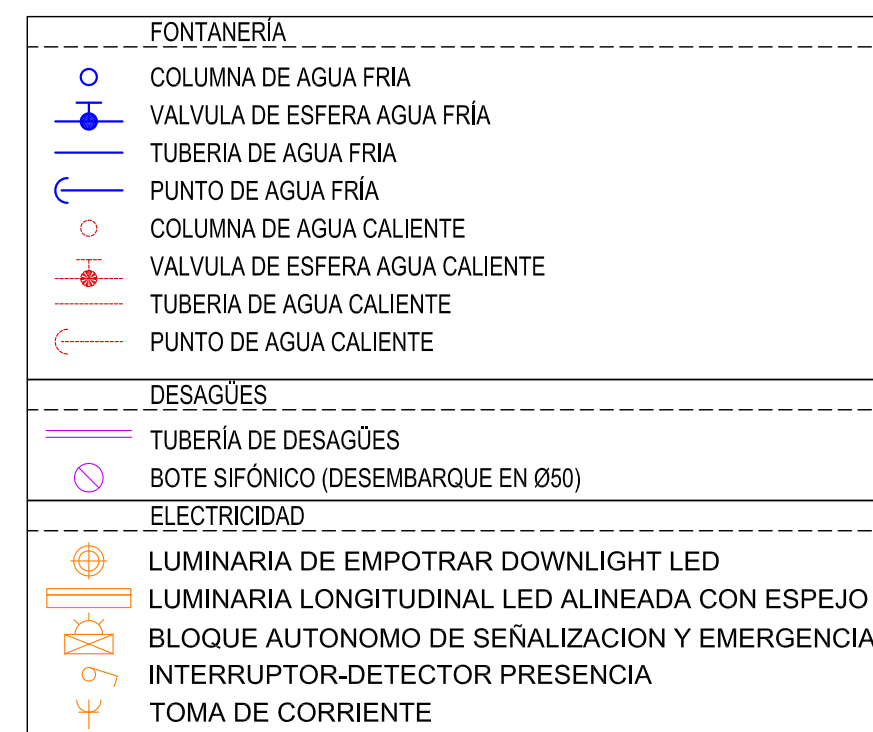 FONTANERÍA
COLUMNA DE AGUA FRIA
VALVULA DE ESFERA AGUA FRÍA
TUBERIA DE AGUA FRIA
PUNTO DE AGUA FRÍA
COLUMNA DE AGUA CALIENTE
VALVULA DE ESFERA AGUA CALIENTE
TUBERIA DE AGUA CALIENTE
PUNTO DE AGUA CALIENTE
DESAGÜES
TUBERÍA DE DESAGÜES
BOTE SIFÓNICO (DESEMBARQUE EN Ø50)
ELECTRICIDAD
LUMINARIA DE EMPOTRAR DOWNLIGHT LED
LUMINARIA LONGITUDINAL LED ALINEADA CON ESPEJO
BLOQUE AUTONOMO DE SEÑALIZACION Y EMERGENCIA
INTERRUPTOR-DETECTOR PRESENCIA
TOMA DE CORRIENTE